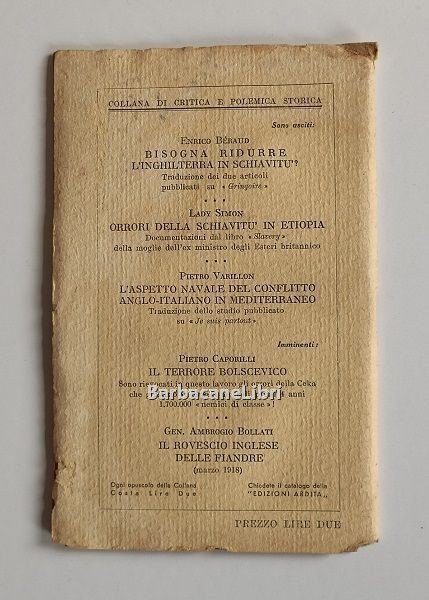 COLLANA DI CRITICA E POLEMICA STORICA
Sono usciti:
ENRICO BÉRAUD
BISOGNA RIDURRE
L'INGHILTERRA IN SCHIAVITU'?
Traduzione dei due articoli
pubblicati su « Gringoire »
LADY SIMON
ORRORI DELLA SCHIAVITU' IN ETIOPIA
Documentazioni dal libro « Slavery »
della moglie dell'ex ministro degli Esteri britannico
PIETRO VARILLON
L'ASPETTO NAVALE DEL CONFLITTO
ANGLO-ITALIANO IN MEDITERRANEO
Traduzione dello studio pubblicato
su « Je suis partout »
Imminenti:
PIETRO CAPORILLI
IL TERRORE BOLSCEVICO
Sono rievocati in questo lavoro gli orrori della Ceka
che anni
1.700.000 « nemici di classe »!
BarbacaneLibri
GEN. AMBROGIO BOLLATI
IL ROVESCIO INGLESE
DELLE FIANDRE
(marzo 1918)
Ogni opuscolo della Collana
Costa Lire Due
Chiedete il catalogo della
"EDIZIONI ARDITA„
PREZZO LIRE DUE